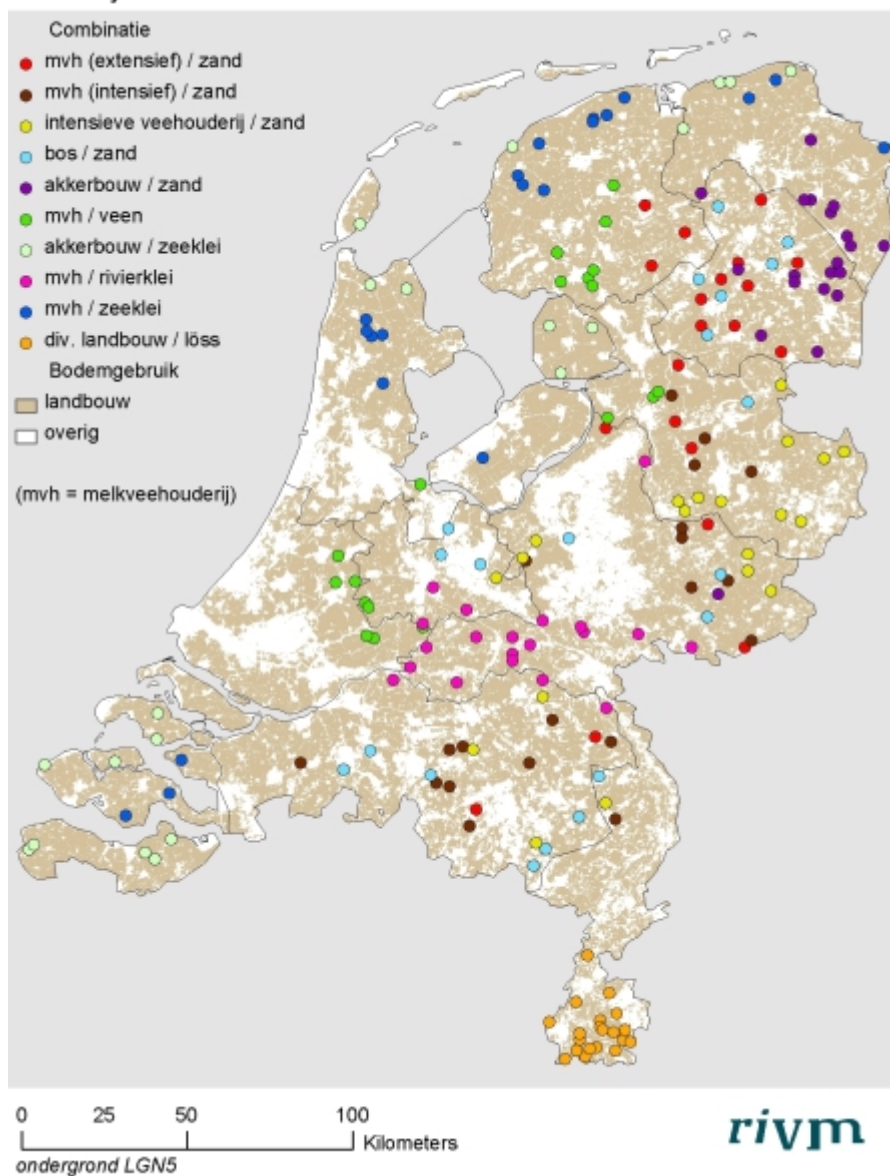 Combinatie
mvh (extensief) / zand
mvh (intensief) / zand
intensieve veehouderij / zand
bos / zand
akkerbouw / zand
mvh / veen
akkerbouw / zeeklei
mvh / rivierklei
mvh / zeeklei
div. landbouw / löss
Bodemgebruik
landbouw
overig
(mvh = melkveehouderij)
0 25 50 100
Kilometers
ondergrond LGN5
rivm